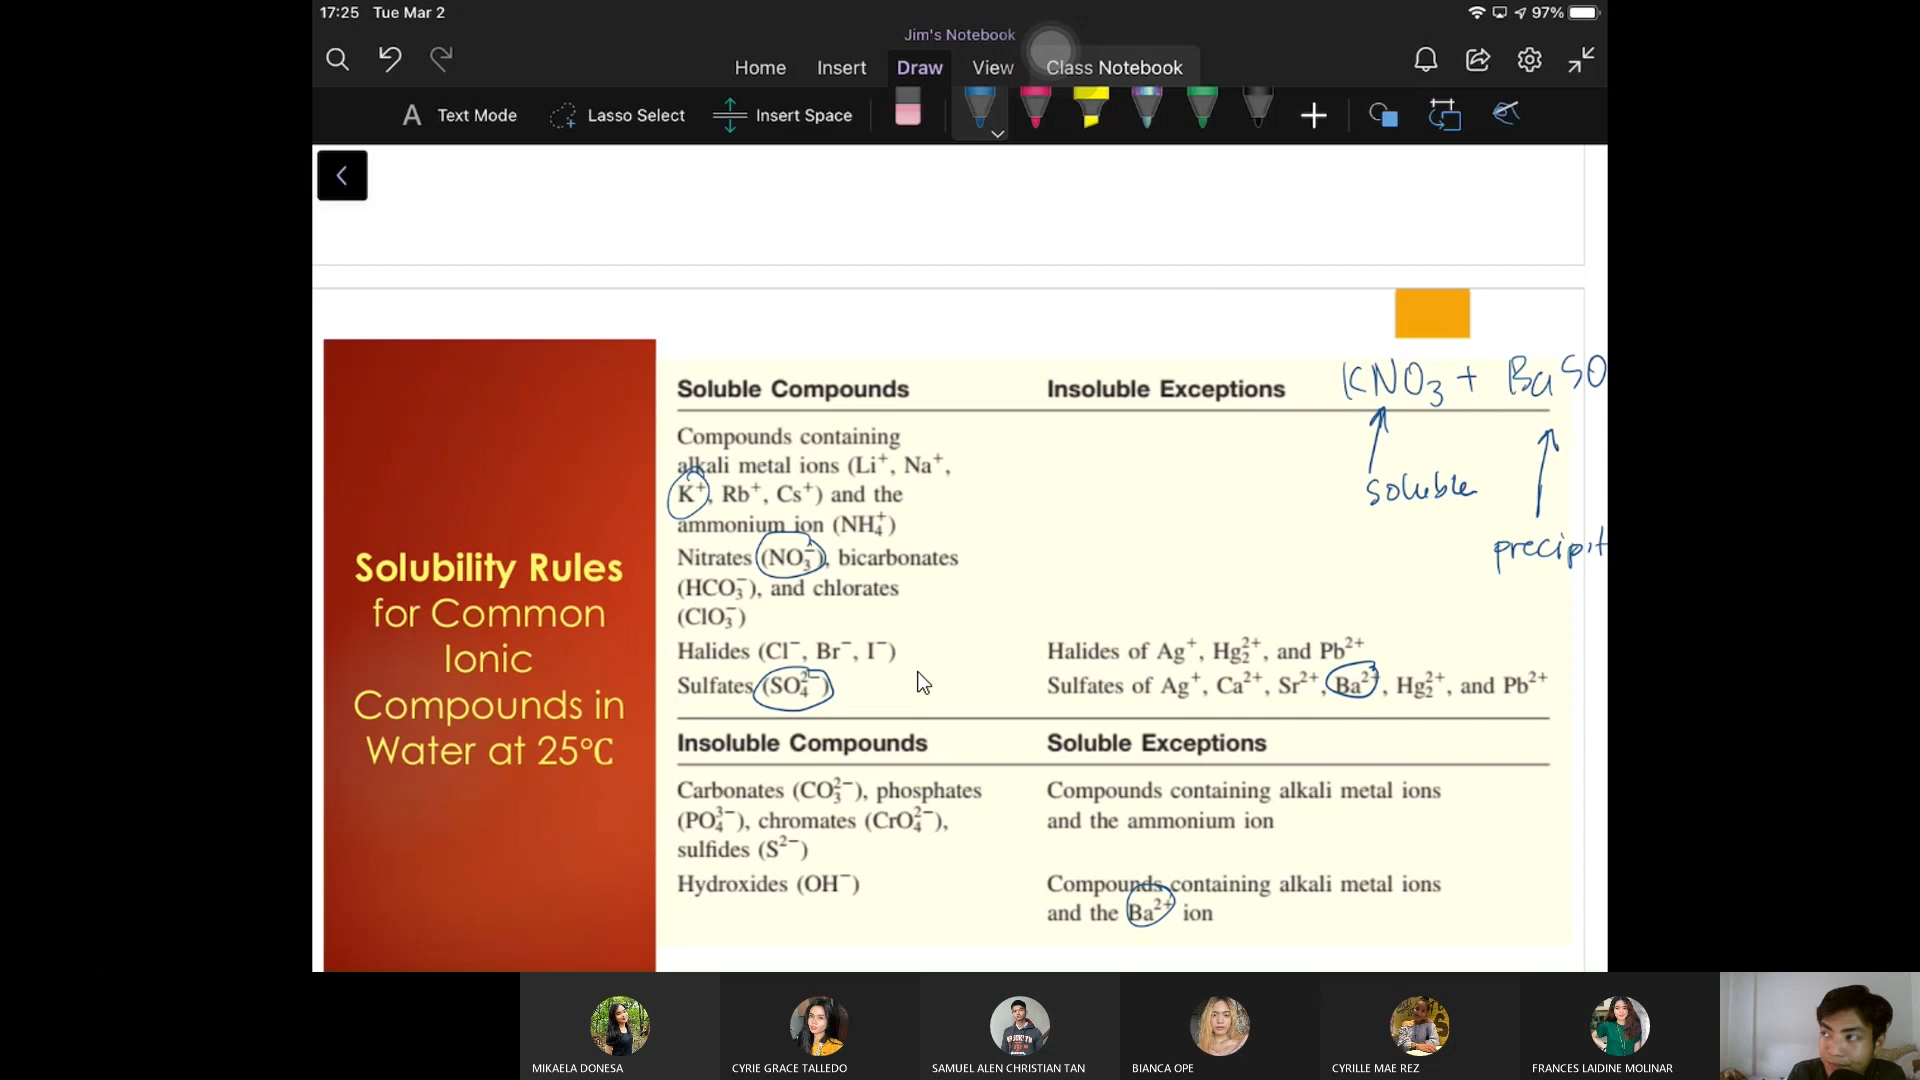 17:25 Tue Mar 2
97%
Jim's Notebook
Home Insert Draw View Class Notebook
A Text Mode Lasso Select Insert Space
Solubility Rules
for Common
Ionic
Compounds in
Water at 25°C
Soluble Compounds Insoluble Exceptions
KNO₃ + BaSO
Compounds containing
alkali metal ions (Li⁺, Na⁺,
K⁺, Rb⁺, Cs⁺) and the
ammonium ion (NH₄⁺)
soluble
Nitrates (NO₃⁻), bicarbonates
(HCO₃⁻), and chlorates
(ClO₃⁻)
precipit
Halides (Cl⁻, Br⁻, I⁻) Halides of Ag⁺, Hg₂²⁺, and Pb²⁺
Sulfates (SO₄²⁻) Sulfates of Ag⁺, Ca²⁺, Sr²⁺, Ba²⁺, Hg₂²⁺, and Pb²⁺
Insoluble Compounds Soluble Exceptions
Carbonates (CO₃²⁻), phosphates Compounds containing alkali metal ions
(PO₄³⁻), chromates (CrO₄²⁻), and the ammonium ion
sulfides (S²⁻)
Hydroxides (OH⁻) Compounds containing alkali metal ions
and the Ba²⁺ ion
MIKAELA DONESA CYRIE GRACE TALLEDO SAMUEL ALEN CHRISTIAN TAN BIANCA OPE CYRILLE MAE REZ FRANCES LAIDINE MOLINAR